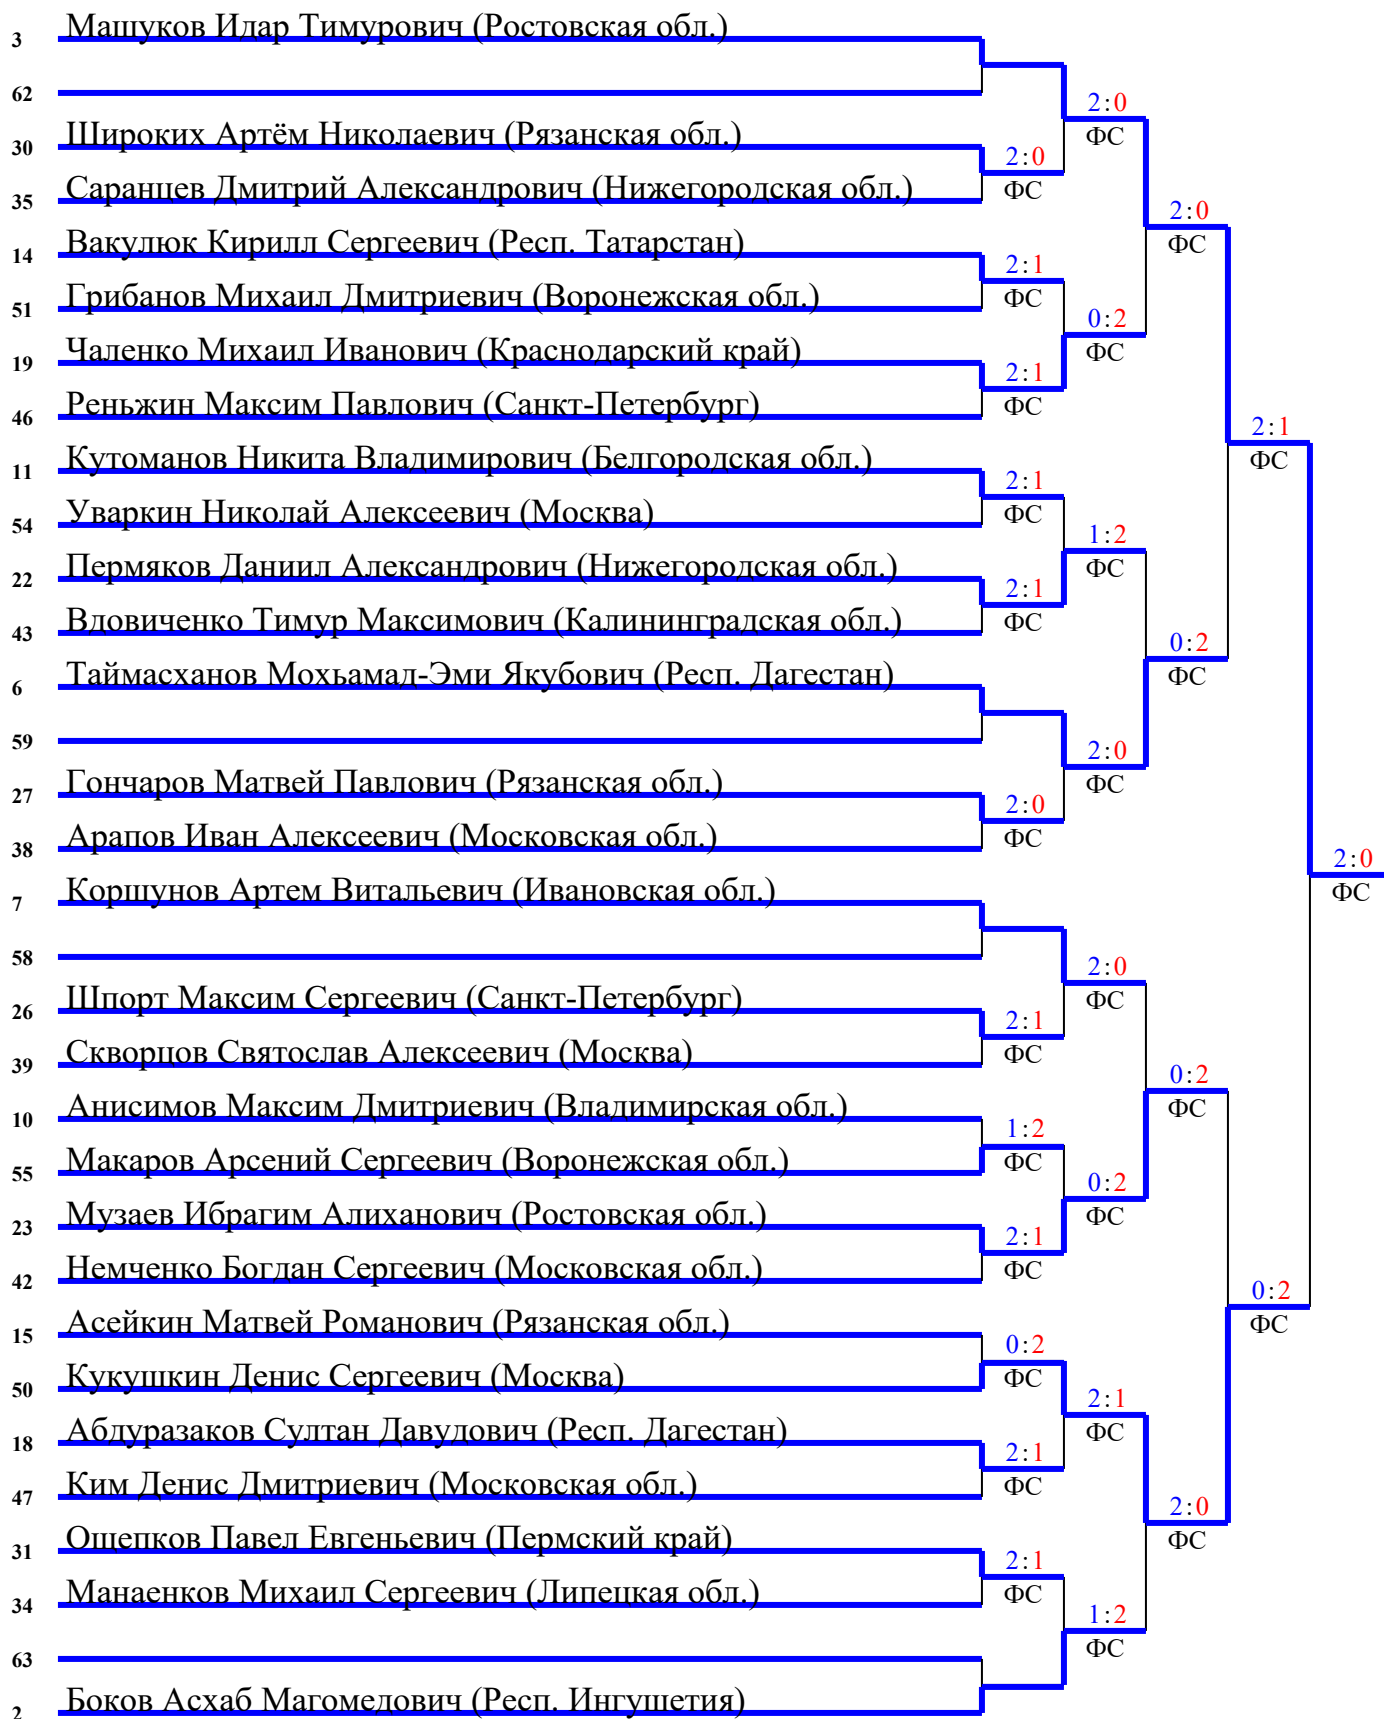 3 Машуков Идар Тимурович (Ростовская обл.)
62
2:0
ФС
30 Широких Артём Николаевич (Рязанская обл.)
2:0
ФС
35 Саранцев Дмитрий Александрович (Нижегородская обл.)
2:0
ФС
14 Вакулюк Кирилл Сергеевич (Респ. Татарстан)
2:1
ФС
51 Грибанов Михаил Дмитриевич (Воронежская обл.)
0:2
ФС
19 Чаленко Михаил Иванович (Краснодарский край)
2:1
ФС
46 Реньжин Максим Павлович (Санкт-Петербург)
2:1
ФС
11 Кутоманов Никита Владимирович (Белгородская обл.)
2:1
ФС
54 Уваркин Николай Алексеевич (Москва)
1:2
ФС
22 Пермяков Даниил Александрович (Нижегородская обл.)
2:1
ФС
43 Вдовиченко Тимур Максимович (Калининградская обл.)
0:2
ФС
6 Таймасханов Мохьамад-Эми Якубович (Респ. Дагестан)
59
2:0
ФС
27 Гончаров Матвей Павлович (Рязанская обл.)
2:0
ФС
38 Арапов Иван Алексеевич (Московская обл.)
2:0
ФС
7 Коршунов Артем Витальевич (Ивановская обл.)
58
2:0
ФС
26 Шпорт Максим Сергеевич (Санкт-Петербург)
2:1
ФС
39 Скворцов Святослав Алексеевич (Москва)
0:2
ФС
10 Анисимов Максим Дмитриевич (Владимирская обл.)
1:2
ФС
55 Макаров Арсений Сергеевич (Воронежская обл.)
0:2
ФС
23 Музаев Ибрагим Алиханович (Ростовская обл.)
2:1
ФС
42 Немченко Богдан Сергеевич (Московская обл.)
0:2
ФС
15 Асейкин Матвей Романович (Рязанская обл.)
0:2
ФС
50 Кукушкин Денис Сергеевич (Москва)
2:1
ФС
18 Абдуразаков Султан Давудович (Респ. Дагестан)
2:1
ФС
47 Ким Денис Дмитриевич (Московская обл.)
2:0
ФС
31 Ощепков Павел Евгеньевич (Пермский край)
2:1
ФС
34 Манаенков Михаил Сергеевич (Липецкая обл.)
1:2
ФС
63
2 Боков Асхаб Магомедович (Респ. Ингушетия)